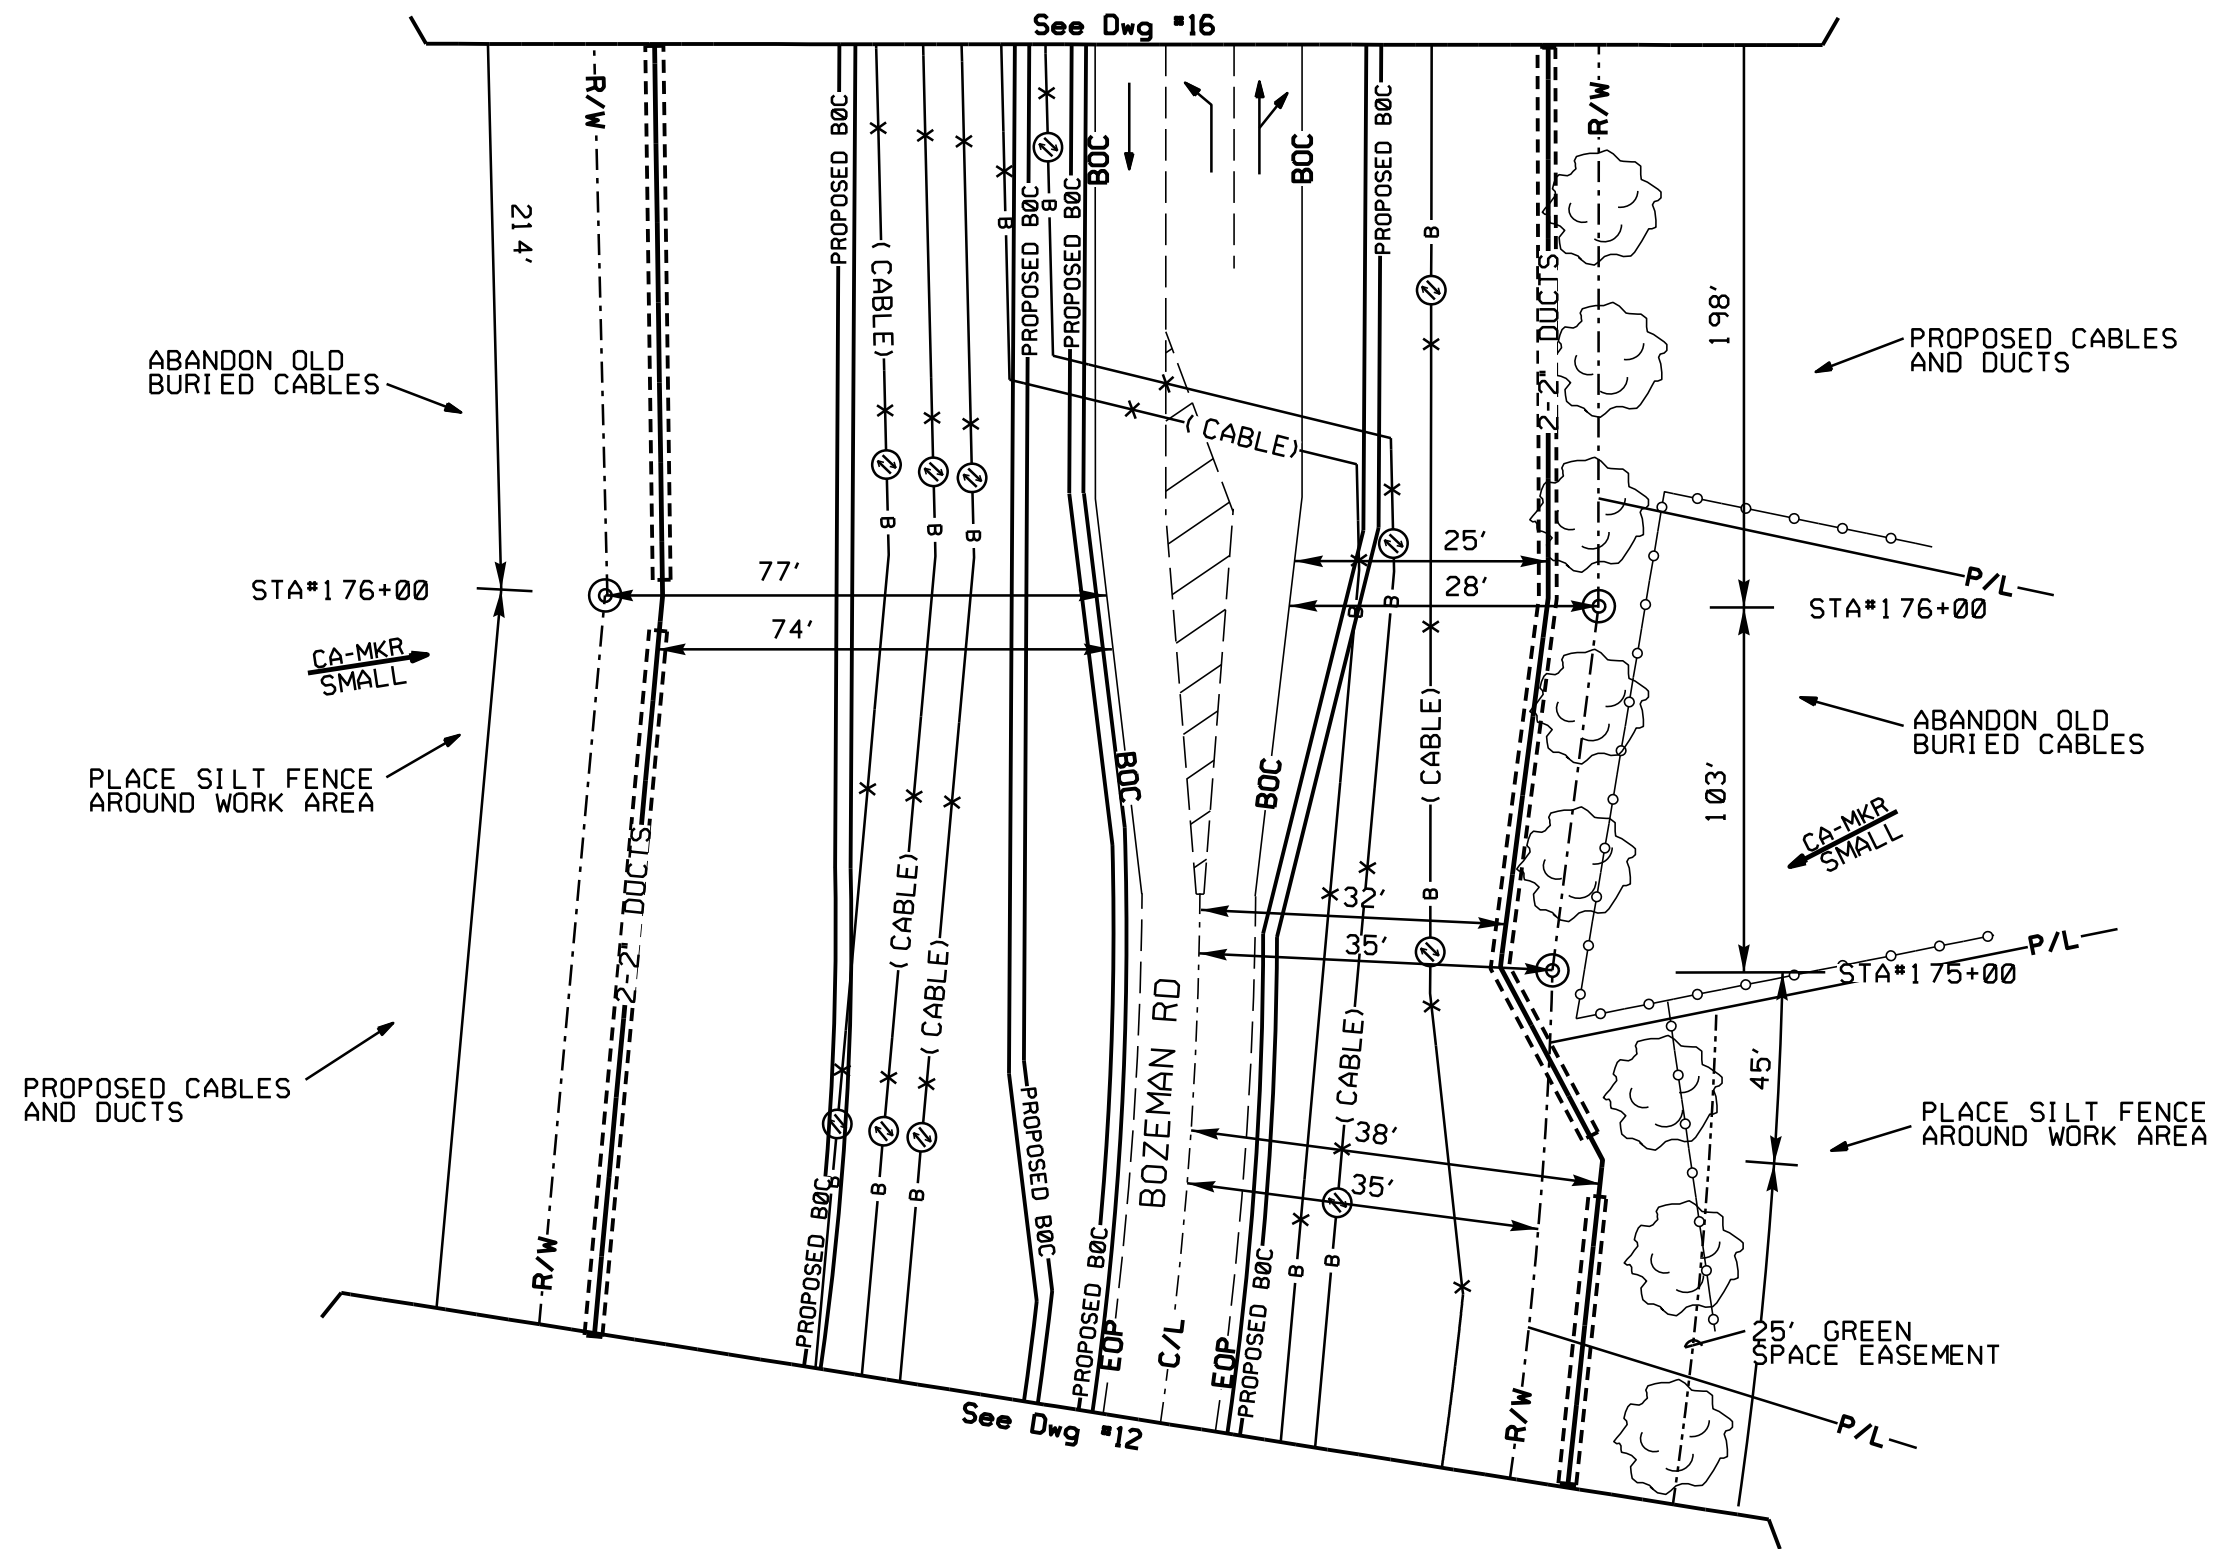 See Dwg #16
R/W
R/W
PROPOSED BOC
PROPOSED BOC
PROPOSED BOC
BOC
BOC
PROPOSED BOC
B
B
B
214'
198'
(CABLE)
2-2" DUCTS
ABANDON OLD
BURIED CABLES
PROPOSED CABLES
AND DUCTS
(CABLE)
B
B
B
25'
77'
28'
B
B
P/L
STA#176+00
STA#176+00
74'
CA-MKR
SMALL
ABANDON OLD
BURIED CABLES
(CABLE)
PLACE SILT FENCE
AROUND WORK AREA
BOC
BOC
103'
CA-MKR
SMALL
2-2" DUCTS
(CABLE)
(CABLE)
B
32'
35'
P/L
STA#175+00
BOZEMAN RD
(CABLE)
45'
PROPOSED CABLES
AND DUCTS
PLACE SILT FENCE
AROUND WORK AREA
38'
35'
PROPOSED BOC
B
B
B
B
B
R/W
PROPOSED BOC
PROPOSED BOC
EOP
C/L
EOP
PROPOSED BOC
25' GREEN
SPACE EASEMENT
R/W
P/L
See Dwg #12